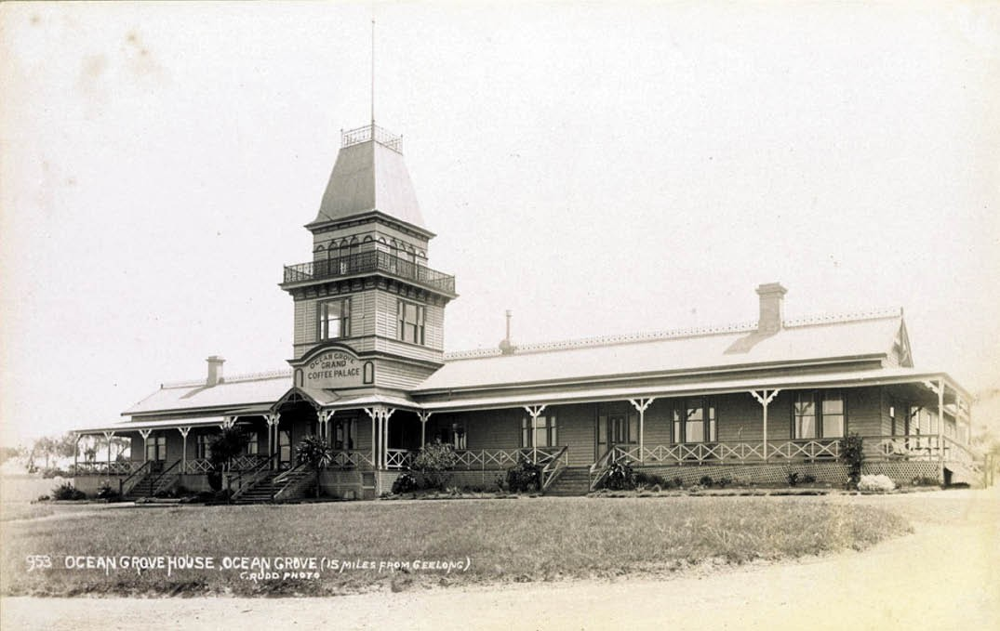 OCEAN GROVE
GRAND
COFFEE PALACE
953 OCEAN GROVE HOUSE, OCEAN GROVE (15 MILES FROM GEELONG)
C. RUDD PHOTO